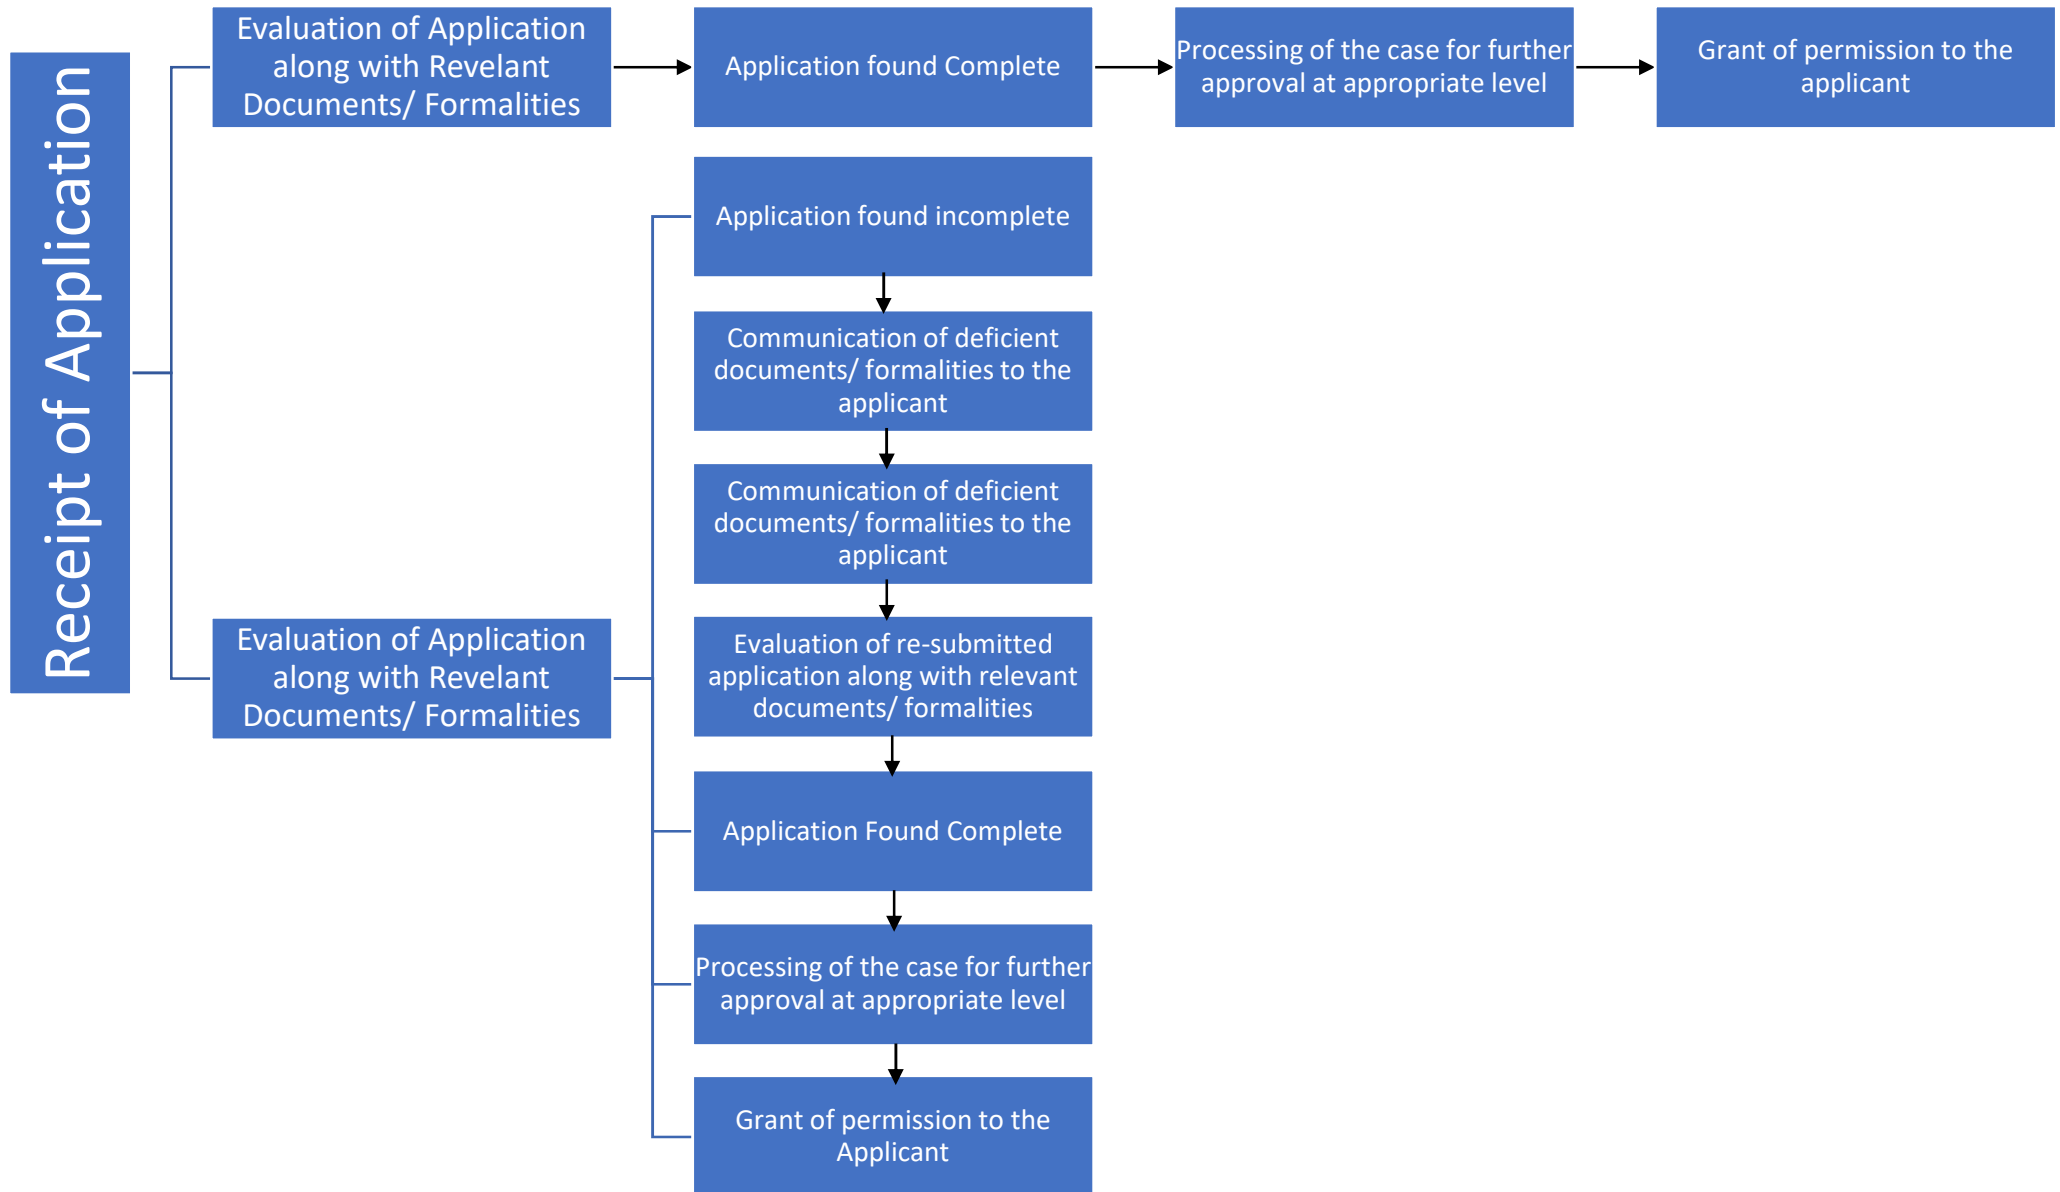 Receipt of Application
Evaluation of Application
along with Revelant
Documents/ Formalities
Application found Complete
Processing of the case for further
approval at appropriate level
Grant of permission to the
applicant
Evaluation of Application
along with Revelant
Documents/ Formalities
Application found incomplete
Communication of deficient
documents/ formalities to the
applicant
Communication of deficient
documents/ formalities to the
applicant
Evaluation of re-submitted
application along with relevant
documents/ formalities
Application Found Complete
Processing of the case for further
approval at appropriate level
Grant of permission to the
Applicant